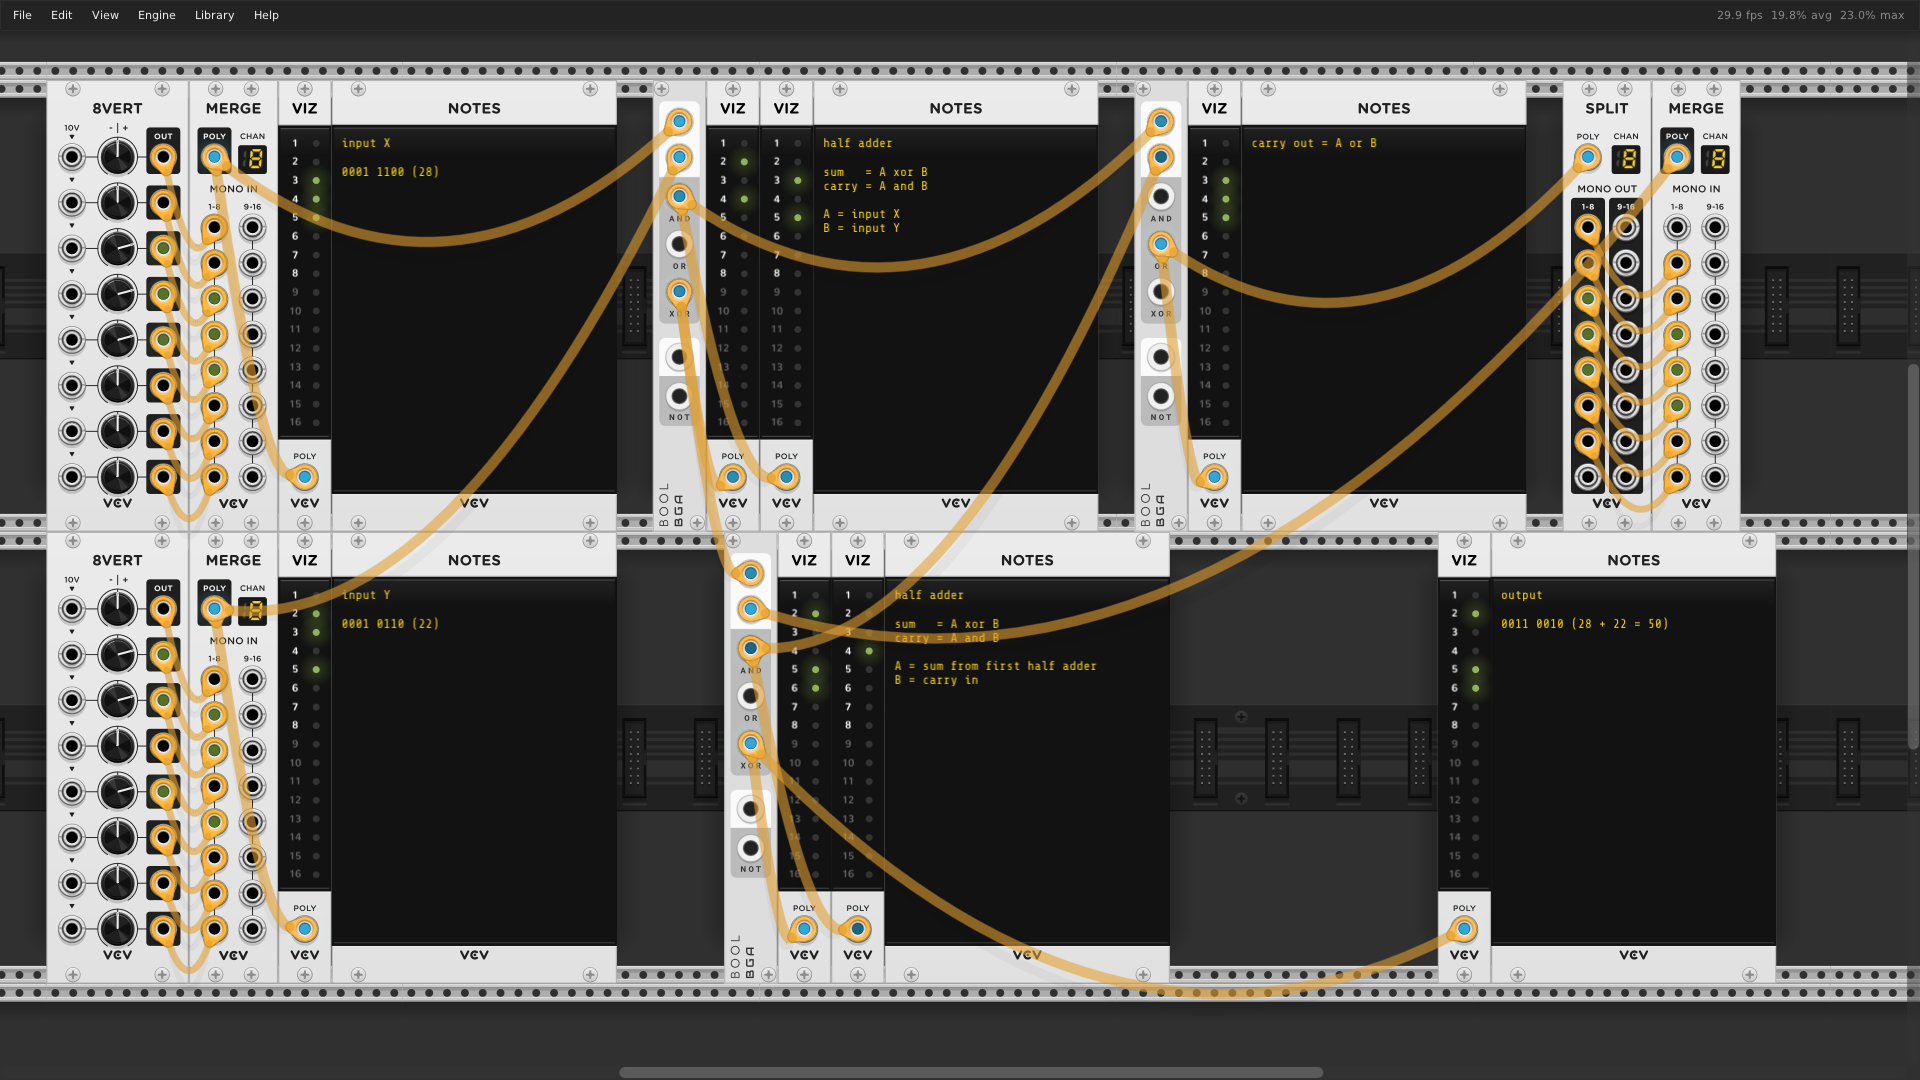 File Edit View Engine Library Help
29.9 fps 19.8% avg 23.0% max
8VERT
10V
- | +
OUT
VCV
MERGE
POLY CHAN
8
MONO IN
1-8 9-16
VCV
VIZ
1
2
3
4
5
6
7
8
9
10
11
12
13
14
15
16
POLY
VCV
NOTES
input X
0001 1100 (28)
VCV
AND
OR
XOR
NOT
BOOL
BGA
VIZ
1
2
3
4
5
6
7
8
9
10
11
12
13
14
15
16
POLY
VCV
VIZ
1
2
3
4
5
6
7
8
9
10
11
12
13
14
15
16
POLY
VCV
NOTES
half adder
sum   = A xor B
carry = A and B
A = input X
B = input Y
VCV
AND
OR
XOR
NOT
BOOL
BGA
VIZ
1
2
3
4
5
6
7
8
9
10
11
12
13
14
15
16
POLY
VCV
NOTES
carry out = A or B
VCV
SPLIT
POLY CHAN
8
MONO OUT
1-8 9-16
VCV
MERGE
POLY CHAN
8
MONO IN
1-8 9-16
VCV
8VERT
10V
- | +
OUT
VCV
MERGE
POLY CHAN
8
MONO IN
1-8 9-16
VCV
VIZ
1
2
3
4
5
6
7
8
9
10
11
12
13
14
15
16
POLY
VCV
NOTES
input Y
0001 0110 (22)
VCV
AND
OR
XOR
NOT
BOOL
BGA
VIZ
1
2
3
4
5
6
7
8
9
10
11
12
13
14
15
16
POLY
VCV
VIZ
1
2
3
4
5
6
7
8
9
10
11
12
13
14
15
16
POLY
VCV
NOTES
half adder
sum   = A xor B
carry = A and B
A = sum from first half adder
B = carry in
VCV
VIZ
1
2
3
4
5
6
7
8
9
10
11
12
13
14
15
16
POLY
VCV
NOTES
output
0011 0010 (28 + 22 = 50)
VCV